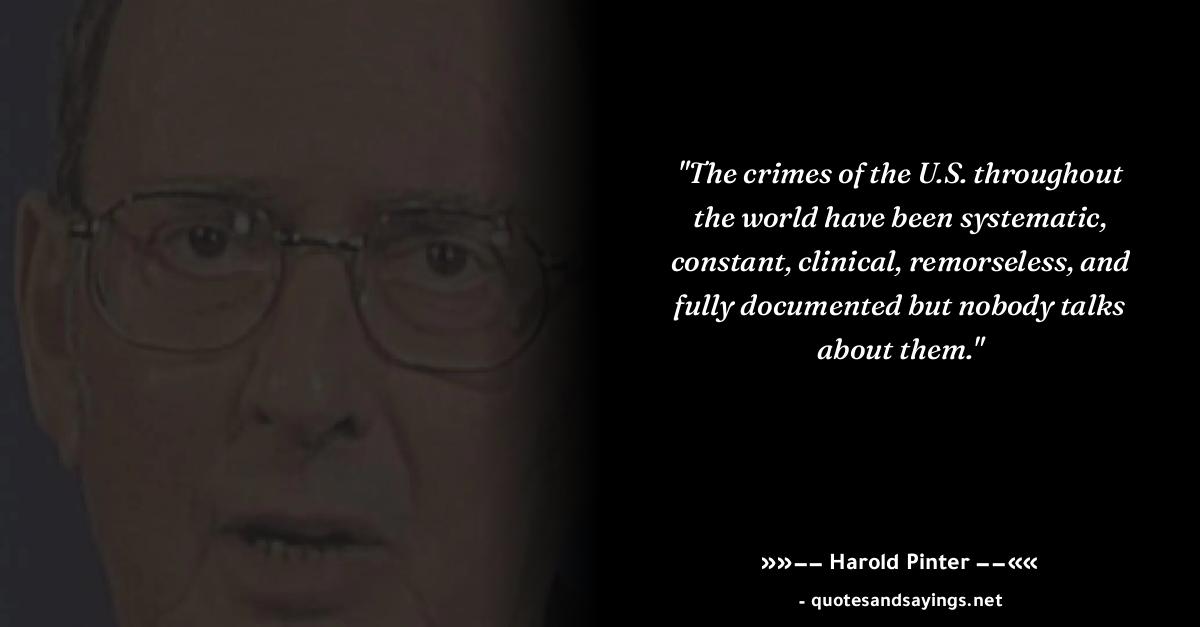 "The crimes of the U.S. throughout
the world have been systematic,
constant, clinical, remorseless, and
fully documented but nobody talks
about them."
»»−− Harold Pinter −−««
- quotesandsayings.net